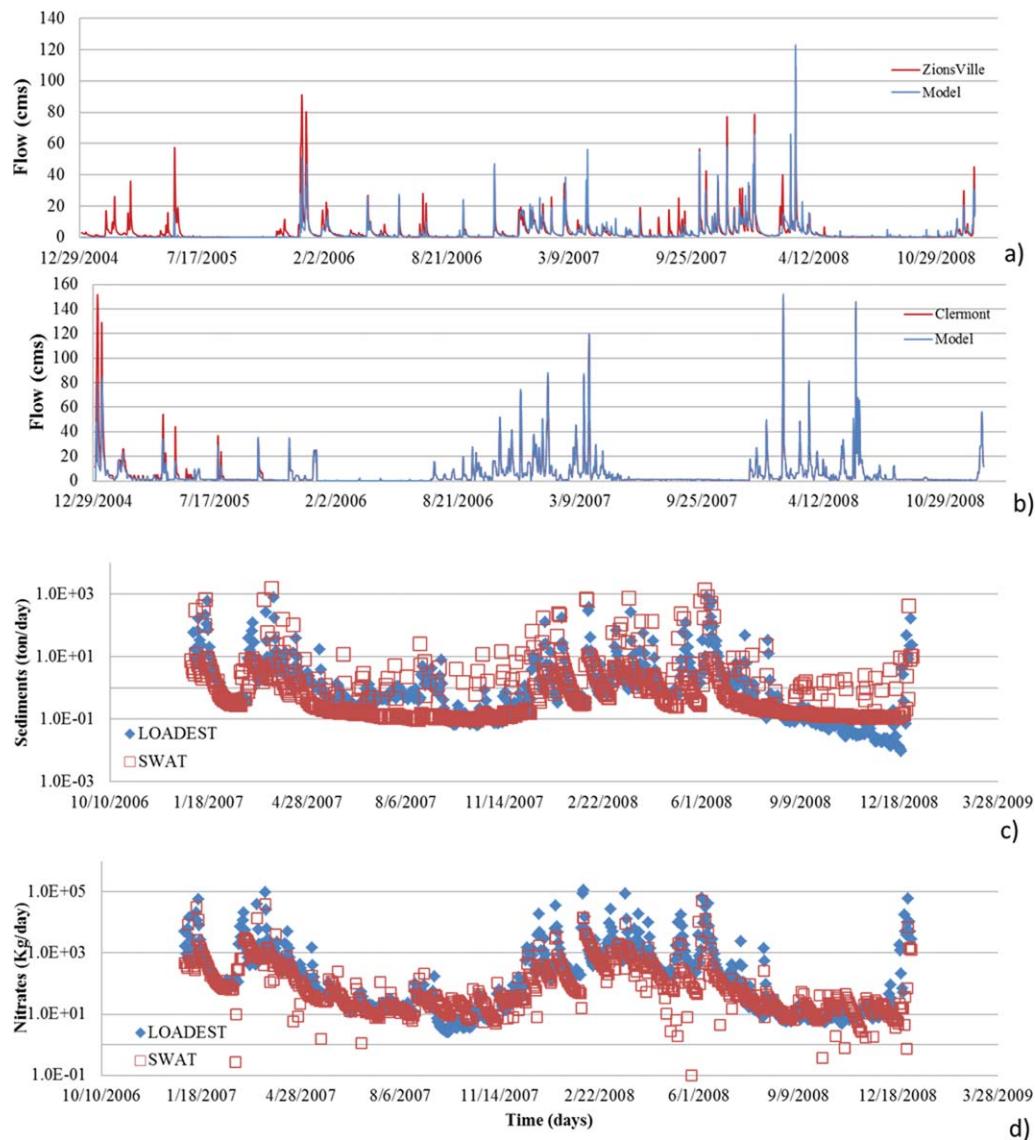 140
120
100
80
60
40
20
0
Flow (cms)
ZionsVille
Model
12/29/2004 7/17/2005 2/2/2006 8/21/2006 3/9/2007 9/25/2007 4/12/2008 10/29/2008
a)
160
140
120
100
80
60
40
20
0
Flow (cms)
Clermont
Model
12/29/2004 7/17/2005 2/2/2006 8/21/2006 3/9/2007 9/25/2007 4/12/2008 10/29/2008
b)
1.0E+03
1.0E+01
1.0E-01
1.0E-03
Sediments (ton/day)
LOADEST
SWAT
10/10/2006 1/18/2007 4/28/2007 8/6/2007 11/14/2007 2/22/2008 6/1/2008 9/9/2008 12/18/2008 3/28/2009
c)
1.0E+05
1.0E+03
1.0E+01
1.0E-01
Nitrates (Kg/day)
LOADEST
SWAT
10/10/2006 1/18/2007 4/28/2007 8/6/2007 11/14/2007 2/22/2008 6/1/2008 9/9/2008 12/18/2008 3/28/2009
Time (days)
d)